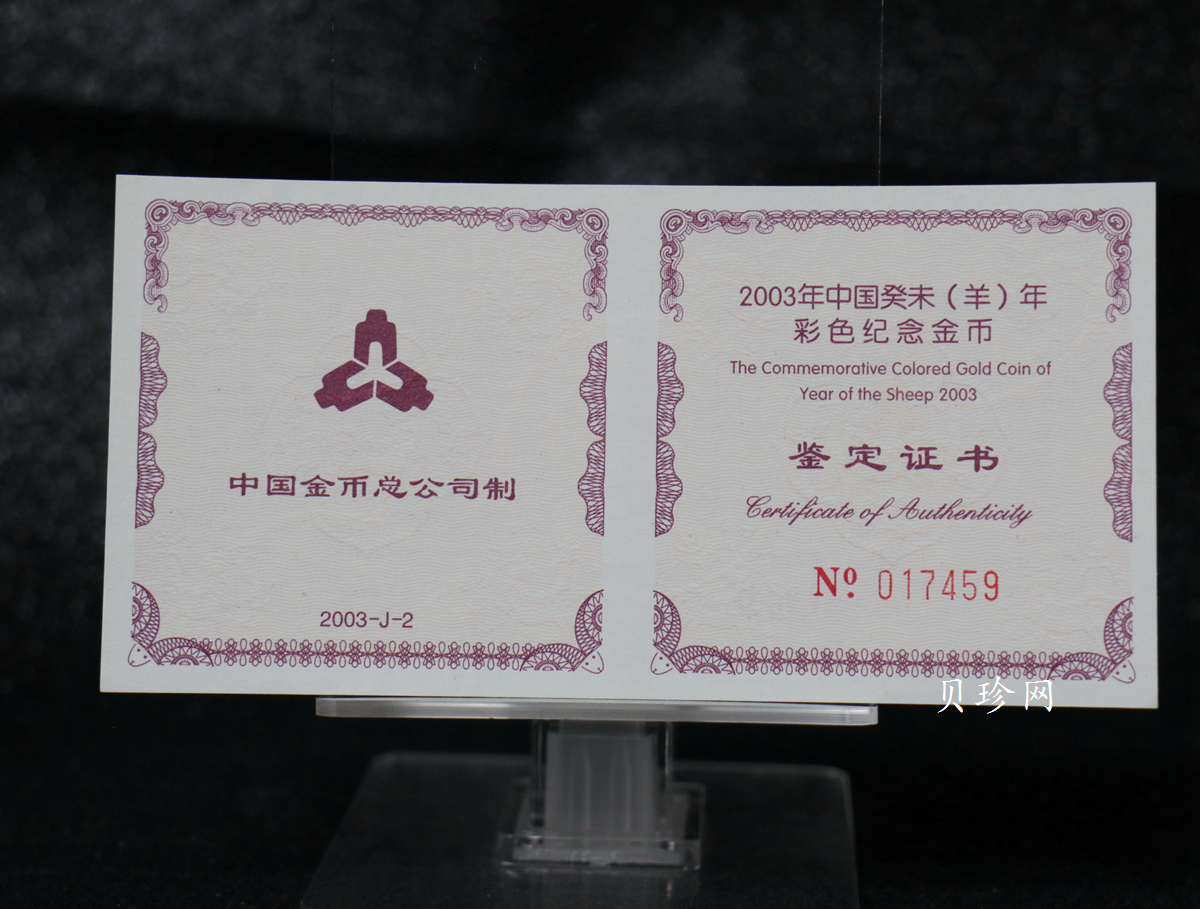 中国金币总公司制
2003-J-2
2003年中国癸未（羊）年
彩色纪念金币
The Commemorative Colored Gold Coin of
Year of the Sheep 2003
鉴定证书
Certificate of Authenticity
Nº 017459
贝珍网